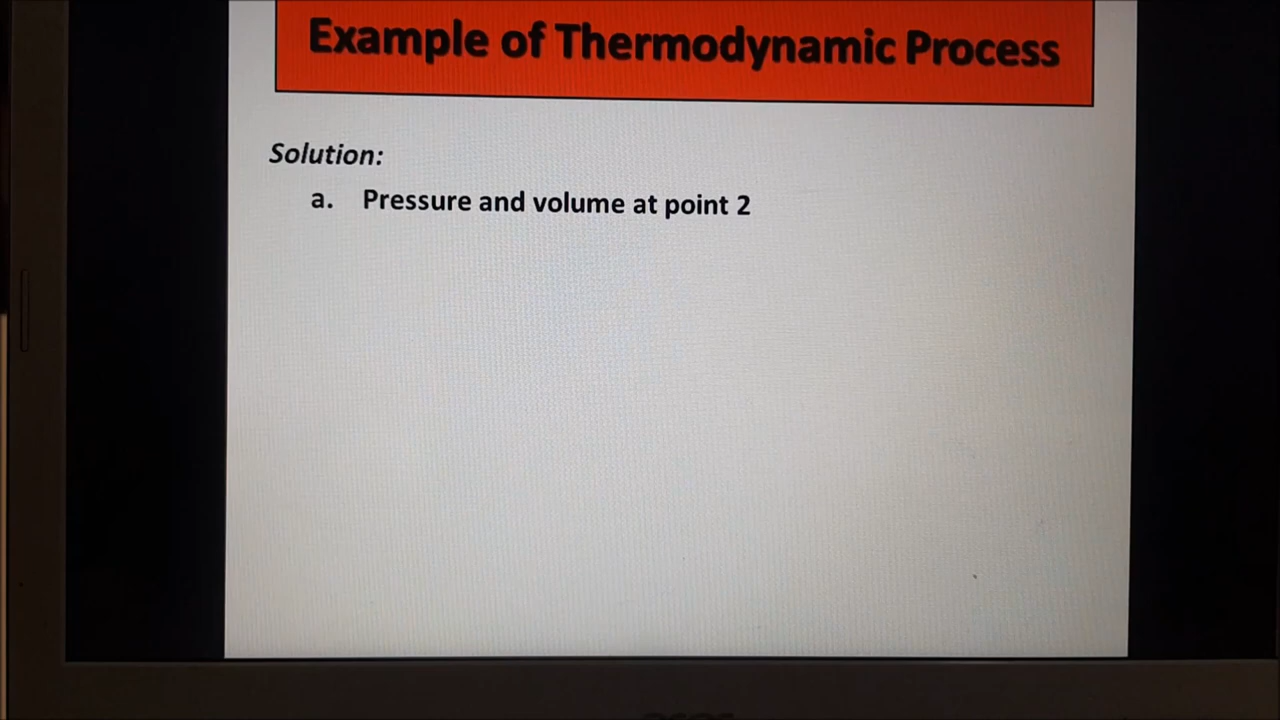 Example of Thermodynamic Process
Solution:
a. Pressure and volume at point 2